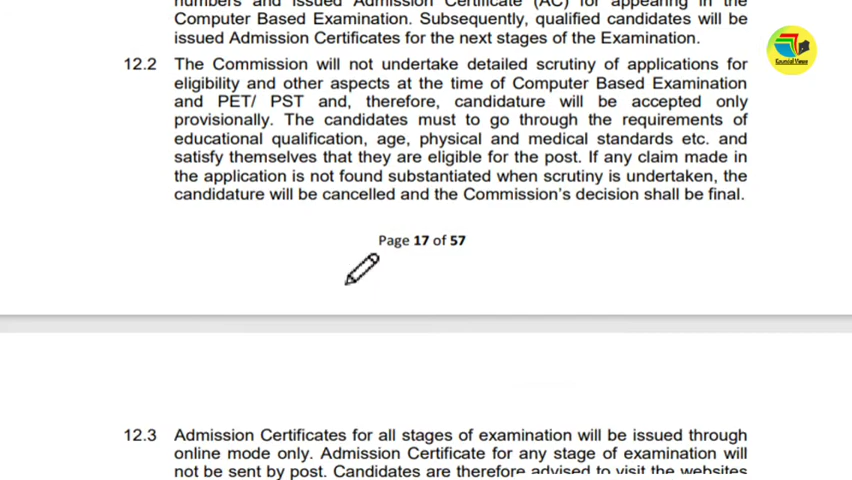 numbers and issued Admission Certificate (AC) for appearing in the
Computer Based Examination. Subsequently, qualified candidates will be
issued Admission Certificates for the next stages of the Examination.
12.2 The Commission will not undertake detailed scrutiny of applications for
eligibility and other aspects at the time of Computer Based Examination
and PET/ PST and, therefore, candidature will be accepted only
provisionally. The candidates must to go through the requirements of
educational qualification, age, physical and medical standards etc. and
satisfy themselves that they are eligible for the post. If any claim made in
the application is not found substantiated when scrutiny is undertaken, the
candidature will be cancelled and the Commission's decision shall be final.
Page 17 of 57
12.3 Admission Certificates for all stages of examination will be issued through
online mode only. Admission Certificate for any stage of examination will
not be sent by post. Candidates are therefore advised to visit the websites